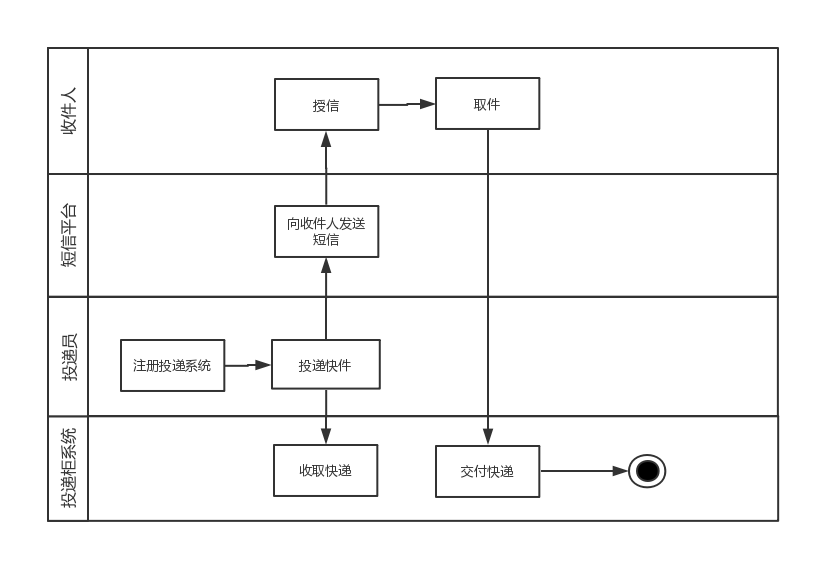 收件人
授信
取件
短信平台
向收件人发送
短信
投递员
注册投递系统
投递快件
投递柜系统
收取快递
交付快递